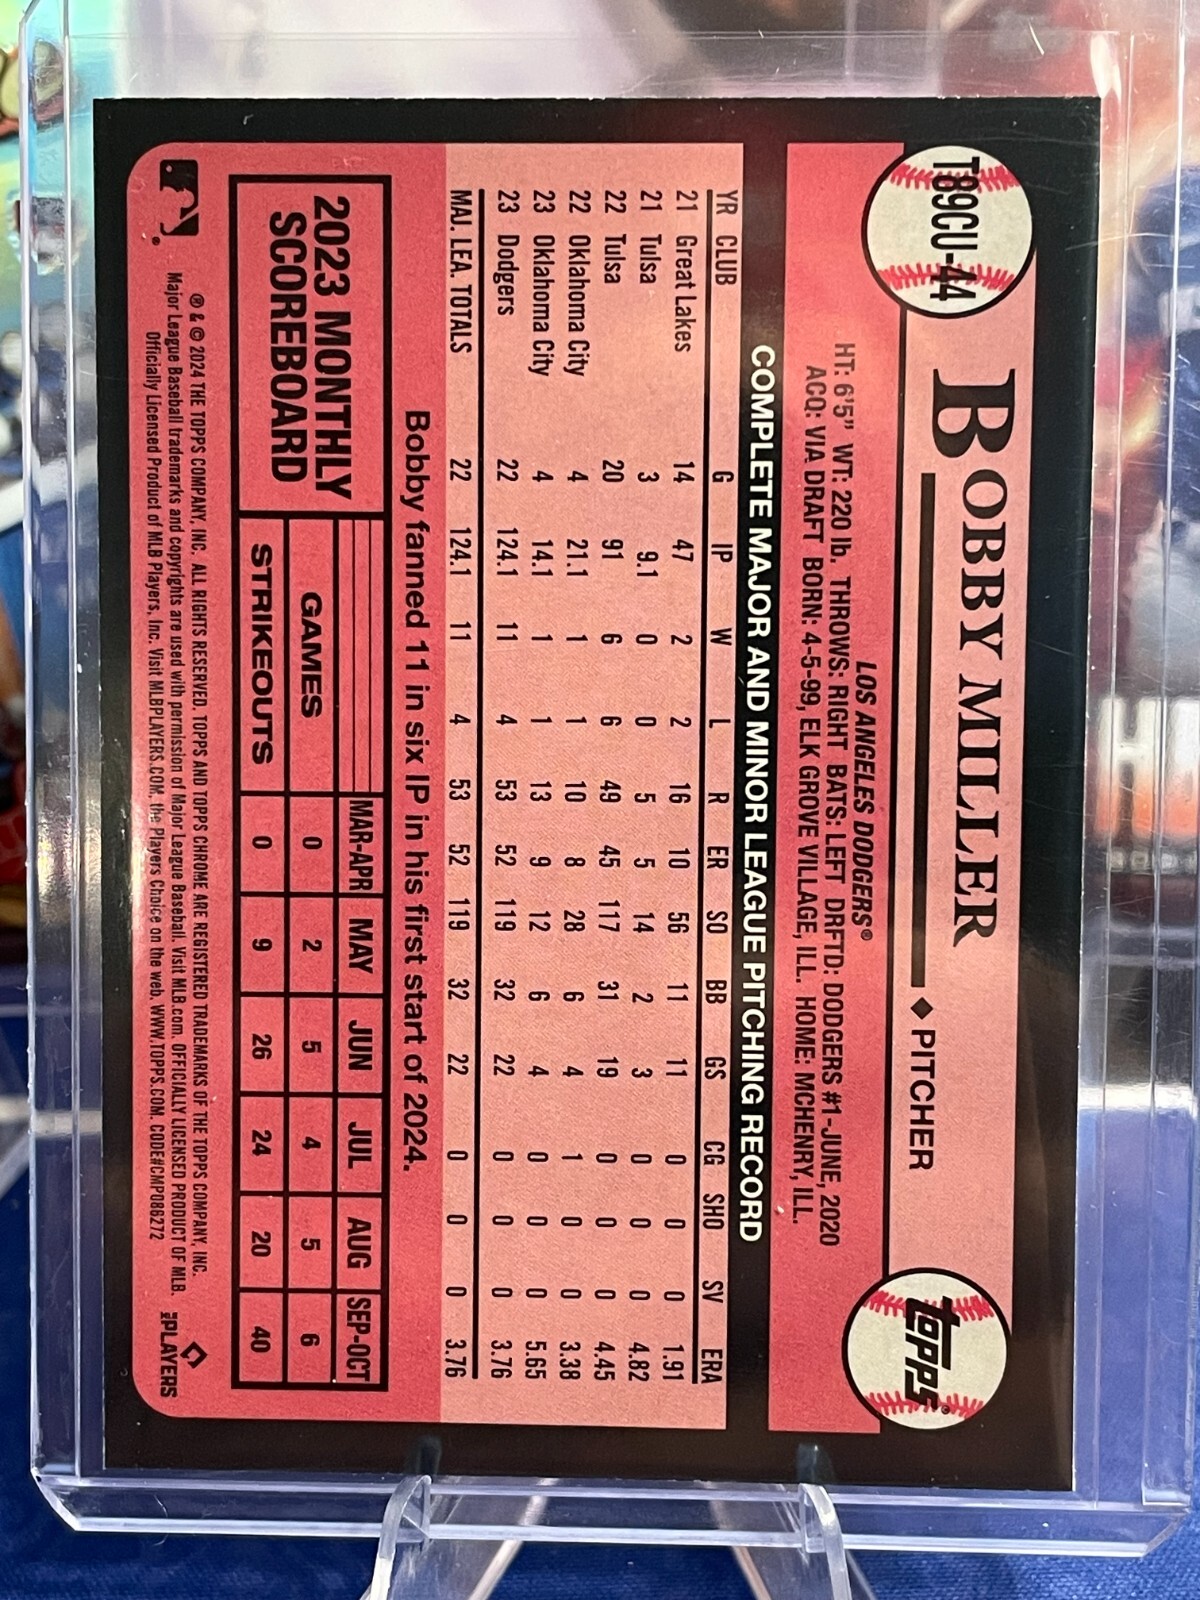 T89CU-44
BOBBY MILLER
♦ PITCHER
topps®
LOS ANGELES DODGERS®
HT: 6'5" WT: 220 lb. THROWS: RIGHT BATS: LEFT DRFTD: DODGERS #1-JUNE, 2020
ACQ: VIA DRAFT BORN: 4-5-99, ELK GROVE VILLAGE, ILL. HOME: MCHENRY, ILL.
COMPLETE MAJOR AND MINOR LEAGUE PITCHING RECORD
YR CLUB G IP W L R ER SO BB GS CG SHO SV ERA
21 Great Lakes 14 47 2 2 16 10 56 11 11 0 0 0 1.91
21 Tulsa 3 9.1 0 0 5 5 14 2 3 0 0 0 4.82
22 Tulsa 20 91 6 6 49 45 117 31 19 0 0 0 4.45
22 Oklahoma City 4 21.1 1 1 10 8 28 6 4 1 0 0 3.38
23 Oklahoma City 4 14.1 1 1 13 9 12 6 4 0 0 0 5.65
23 Dodgers 22 124.1 11 4 53 52 119 32 22 0 0 0 3.76
MAJ. LEA. TOTALS 22 124.1 11 4 53 52 119 32 22 0 0 0 3.76
Bobby fanned 11 in six IP in his first start of 2024.
2023 MONTHLY
SCOREBOARD
MAR-APR MAY JUN JUL AUG SEP-OCT
GAMES 0 2 5 4 5 6
STRIKEOUTS 0 9 26 24 20 40
® & © 2024 THE TOPPS COMPANY, INC. ALL RIGHTS RESERVED. TOPPS AND TOPPS CHROME ARE REGISTERED TRADEMARKS OF THE TOPPS COMPANY, INC.
Major League Baseball trademarks and copyrights are used with permission of Major League Baseball. Visit MLB.com. OFFICIALLY LICENSED PRODUCT OF MLB
Officially Licensed Product of MLB Players, Inc. Visit MLBPLAYERS.COM, the Players Choice on the web. WWW.TOPPS.COM. CODE#CMP086272
MLB PLAYERS